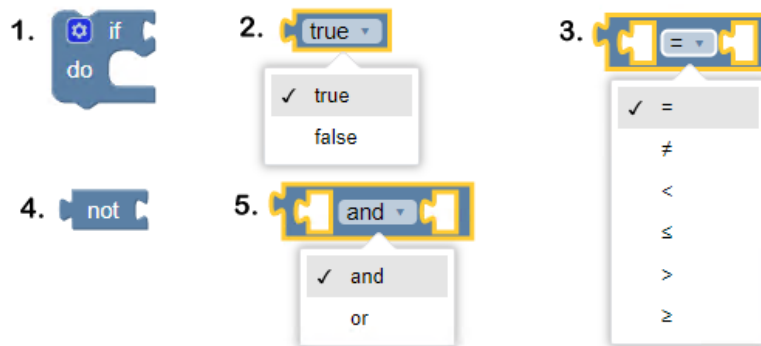 1. if
do
2. true
✓ true
false
3. =
✓ =
≠
<
≤
>
≥
4. not
5. and
✓ and
or